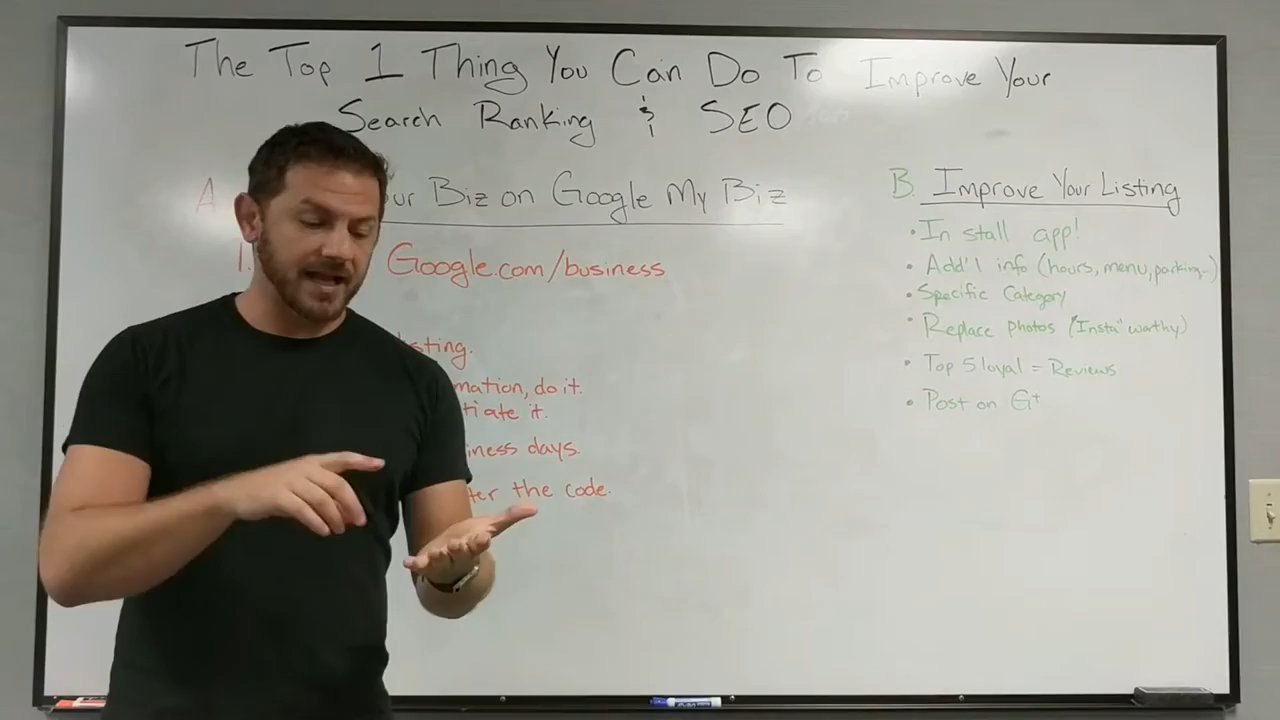 The Top 1 Thing You Can Do To Improve Your
Search Ranking & SEO
A ur Biz on Google My Biz
1. Google.com/business
sting.
mation, do it.
tiate it.
iness days.
ter the code.
B. Improve Your Listing
• Install app!
• Add'l info (hours, menu, parking...)
• Specific Category
• Replace photos ("Insta" worthy)
• Top 5 loyal = Reviews
• Post on G+